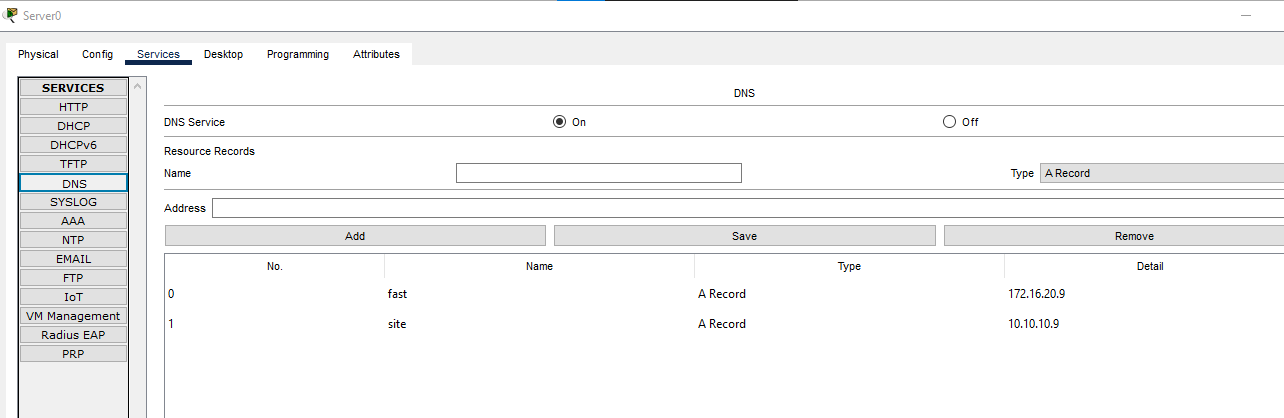 Server0
Physical Config Services Desktop Programming Attributes
SERVICES
HTTP
DHCP
DHCPv6
TFTP
DNS
SYSLOG
AAA
NTP
EMAIL
FTP
IoT
VM Management
Radius EAP
PRP
DNS
DNS Service On Off
Resource Records
Name Type A Record
Address
Add Save Remove
No. Name Type Detail
0 fast A Record 172.16.20.9
1 site A Record 10.10.10.9